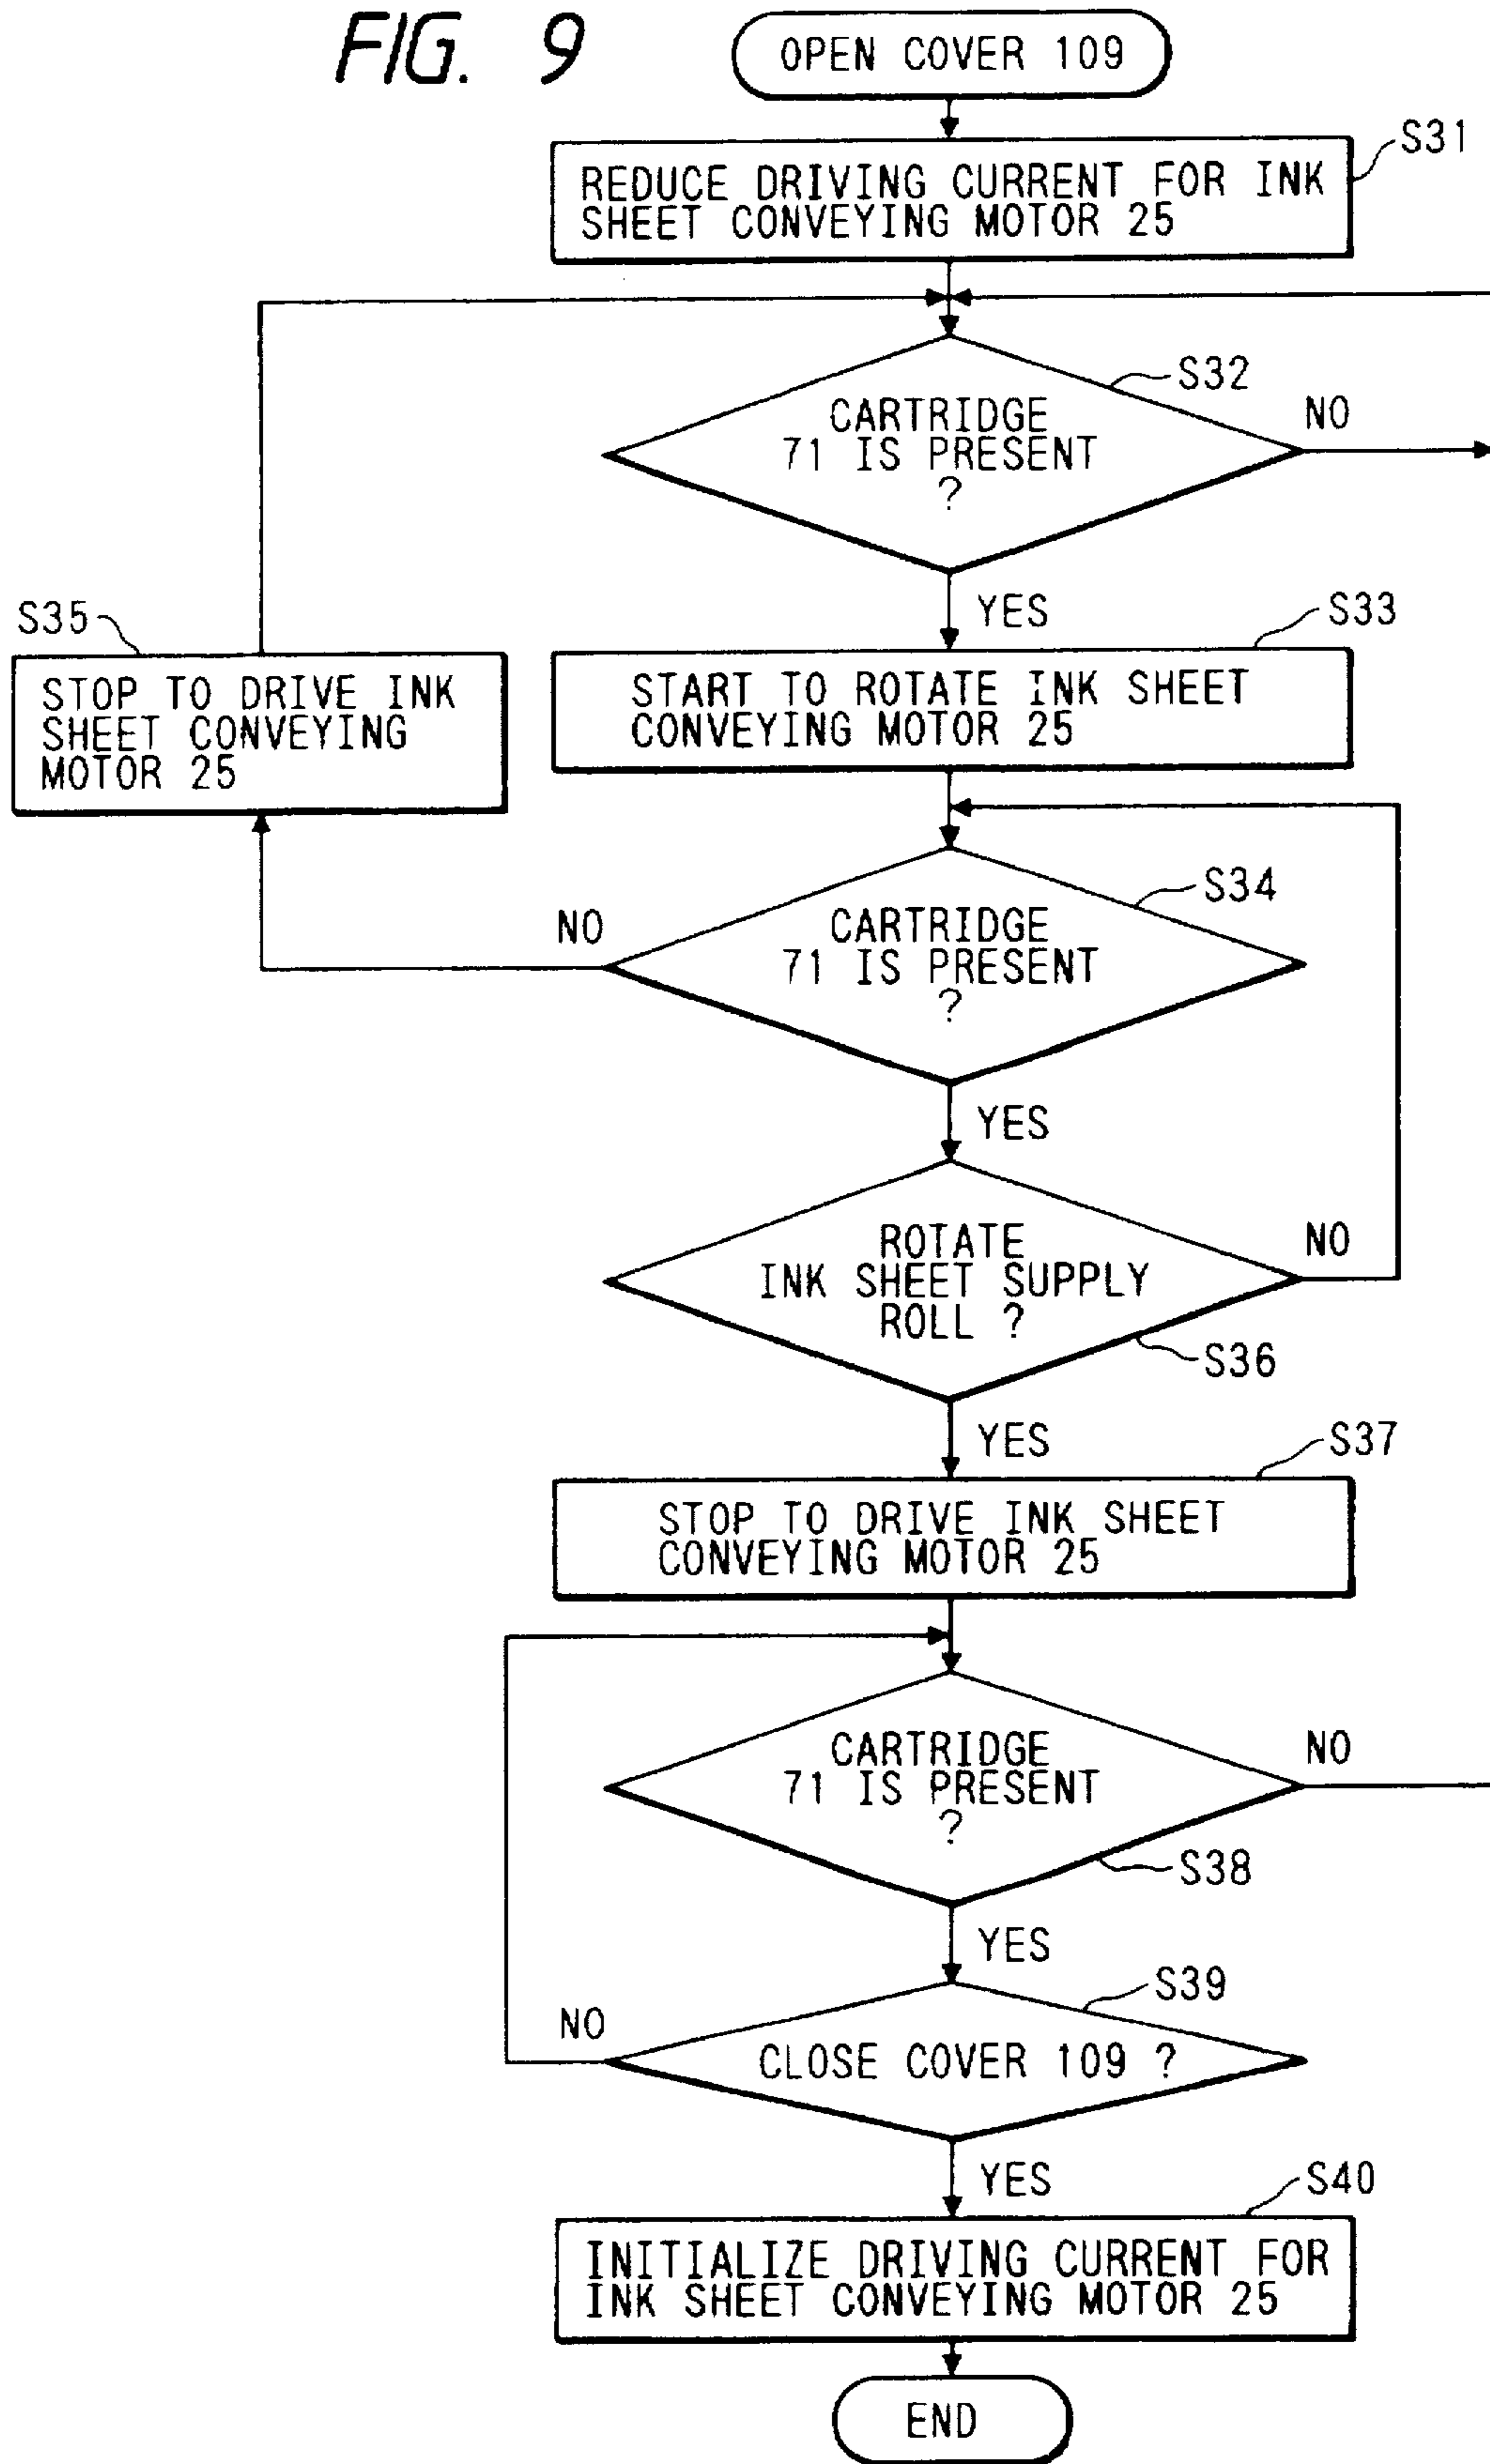 FIG. 9
OPEN COVER 109
S31
REDUCE DRIVING CURRENT FOR INK
SHEET CONVEYING MOTOR 25
S32
CARTRIDGE
71 IS PRESENT
?
NO
YES
S33
START TO ROTATE INK SHEET
CONVEYING MOTOR 25
S35
STOP TO DRIVE INK
SHEET CONVEYING
MOTOR 25
S34
CARTRIDGE
71 IS PRESENT
?
NO
YES
ROTATE
INK SHEET SUPPLY
ROLL ?
NO
S36
YES
S37
STOP TO DRIVE INK SHEET
CONVEYING MOTOR 25
CARTRIDGE
71 IS PRESENT
?
NO
S38
YES
S39
NO
CLOSE COVER 109 ?
YES
S40
INITIALIZE DRIVING CURRENT FOR
INK SHEET CONVEYING MOTOR 25
END